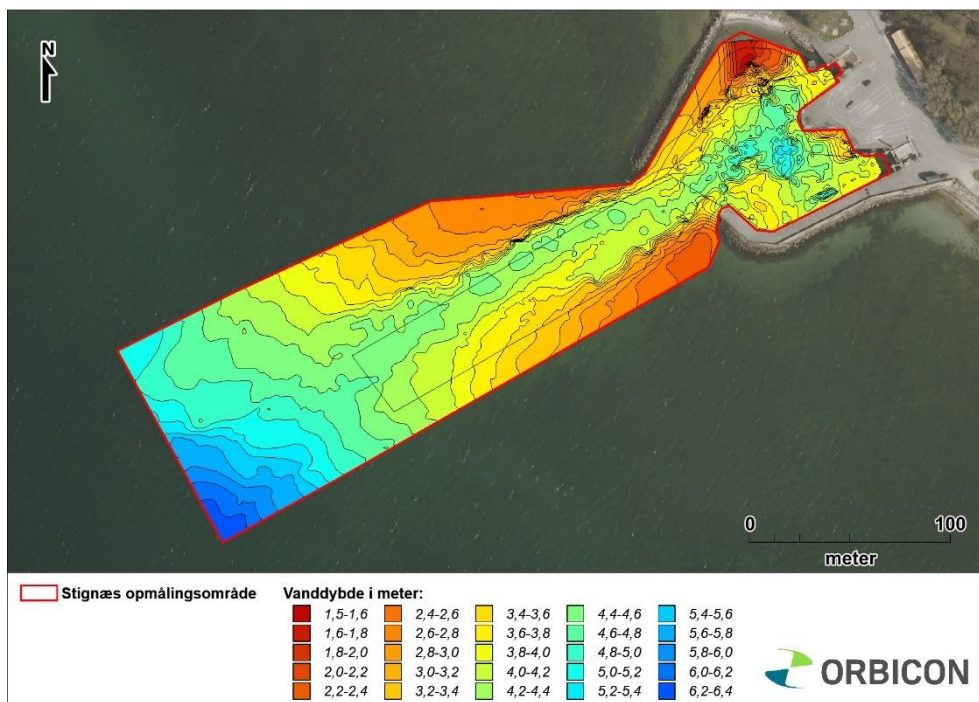 N
0 100
meter
Stignæs opmålingsområde
Vanddybde i meter:
1,5-1,6 2,4-2,6 3,4-3,6 4,4-4,6 5,4-5,6
1,6-1,8 2,6-2,8 3,6-3,8 4,6-4,8 5,6-5,8
1,8-2,0 2,8-3,0 3,8-4,0 4,8-5,0 5,8-6,0
2,0-2,2 3,0-3,2 4,0-4,2 5,0-5,2 6,0-6,2
2,2-2,4 3,2-3,4 4,2-4,4 5,2-5,4 6,2-6,4
ORBICON